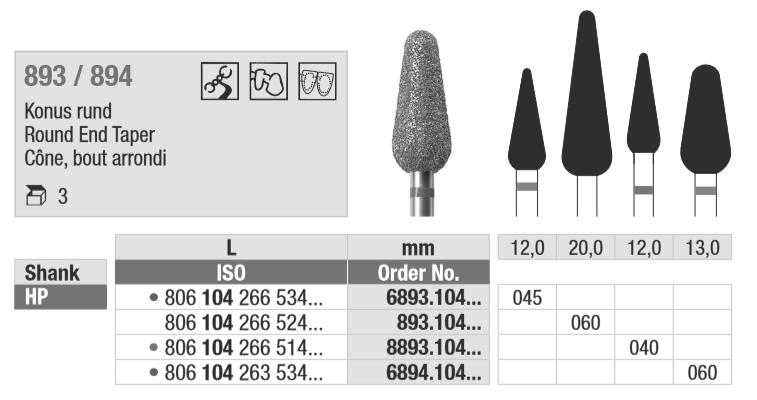 893 / 894
Konus rund
Round End Taper
Cône, bout arrondi
3
L mm 12,0 20,0 12,0 13,0
Shank ISO Order No.
HP • 806 104 266 534... 6893.104... 045
806 104 266 524... 893.104... 060
• 806 104 266 514... 8893.104... 040
• 806 104 263 534... 6894.104... 060